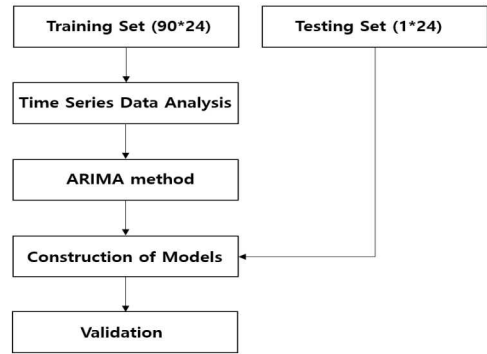 Training Set (90*24)
Testing Set (1*24)
Time Series Data Analysis
ARIMA method
Construction of Models
Validation